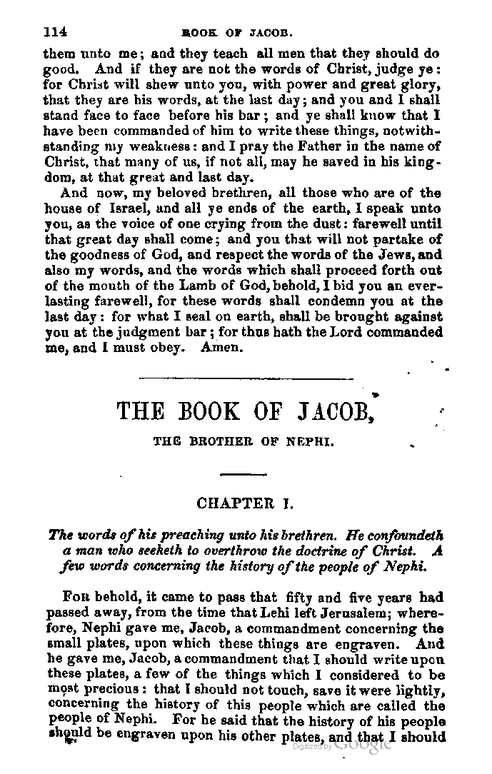 114 BOOK OF JACOB.
them unto me; and they teach all men that they should do
good. And if they are not the words of Christ, judge ye:
for Christ will shew unto you, with power and great glory,
that they are his words, at the last day; and you and I shall
stand face to face before his bar; and ye shall know that I
have been commanded of him to write these things, notwith-
standing my weakness: and I pray the Father in the name of
Christ, that many of us, if not all, may he saved in his king-
dom, at that great and last day.
And now, my beloved brethren, all those who are of the
house of Israel, and all ye ends of the earth, I speak unto
you, as the voice of one crying from the dust: farewell until
that great day shall come; and you that will not partake of
the goodness of God, and respect the words of the Jews, and
also my words, and the words which shall proceed forth out
of the mouth of the Lamb of God, behold, I bid you an ever-
lasting farewell, for these words shall condemn you at the
last day: for what I seal on earth, shall be brought against
you at the judgment bar; for thus hath the Lord commanded
me, and I must obey. Amen.
THE BOOK OF JACOB,
THE BROTHER OF NEPHI.
CHAPTER I.
The words of his preaching unto his brethren. He confoundeth
a man who seeketh to overthrow the doctrine of Christ. A
few words concerning the history of the people of Nephi.
FOR behold, it came to pass that fifty and five years had
passed away, from the time that Lehi left Jerusalem; where-
fore, Nephi gave me, Jacob, a commandment concerning the
small plates, upon which these things are engraven. And
he gave me, Jacob, a commandment that I should write upon
these plates, a few of the things which I considered to be
most precious: that I should not touch, save it were lightly,
concerning the history of this people which are called the
people of Nephi. For he said that the history of his people
should be engraven upon his other plates, and that I should
Digitized by Google